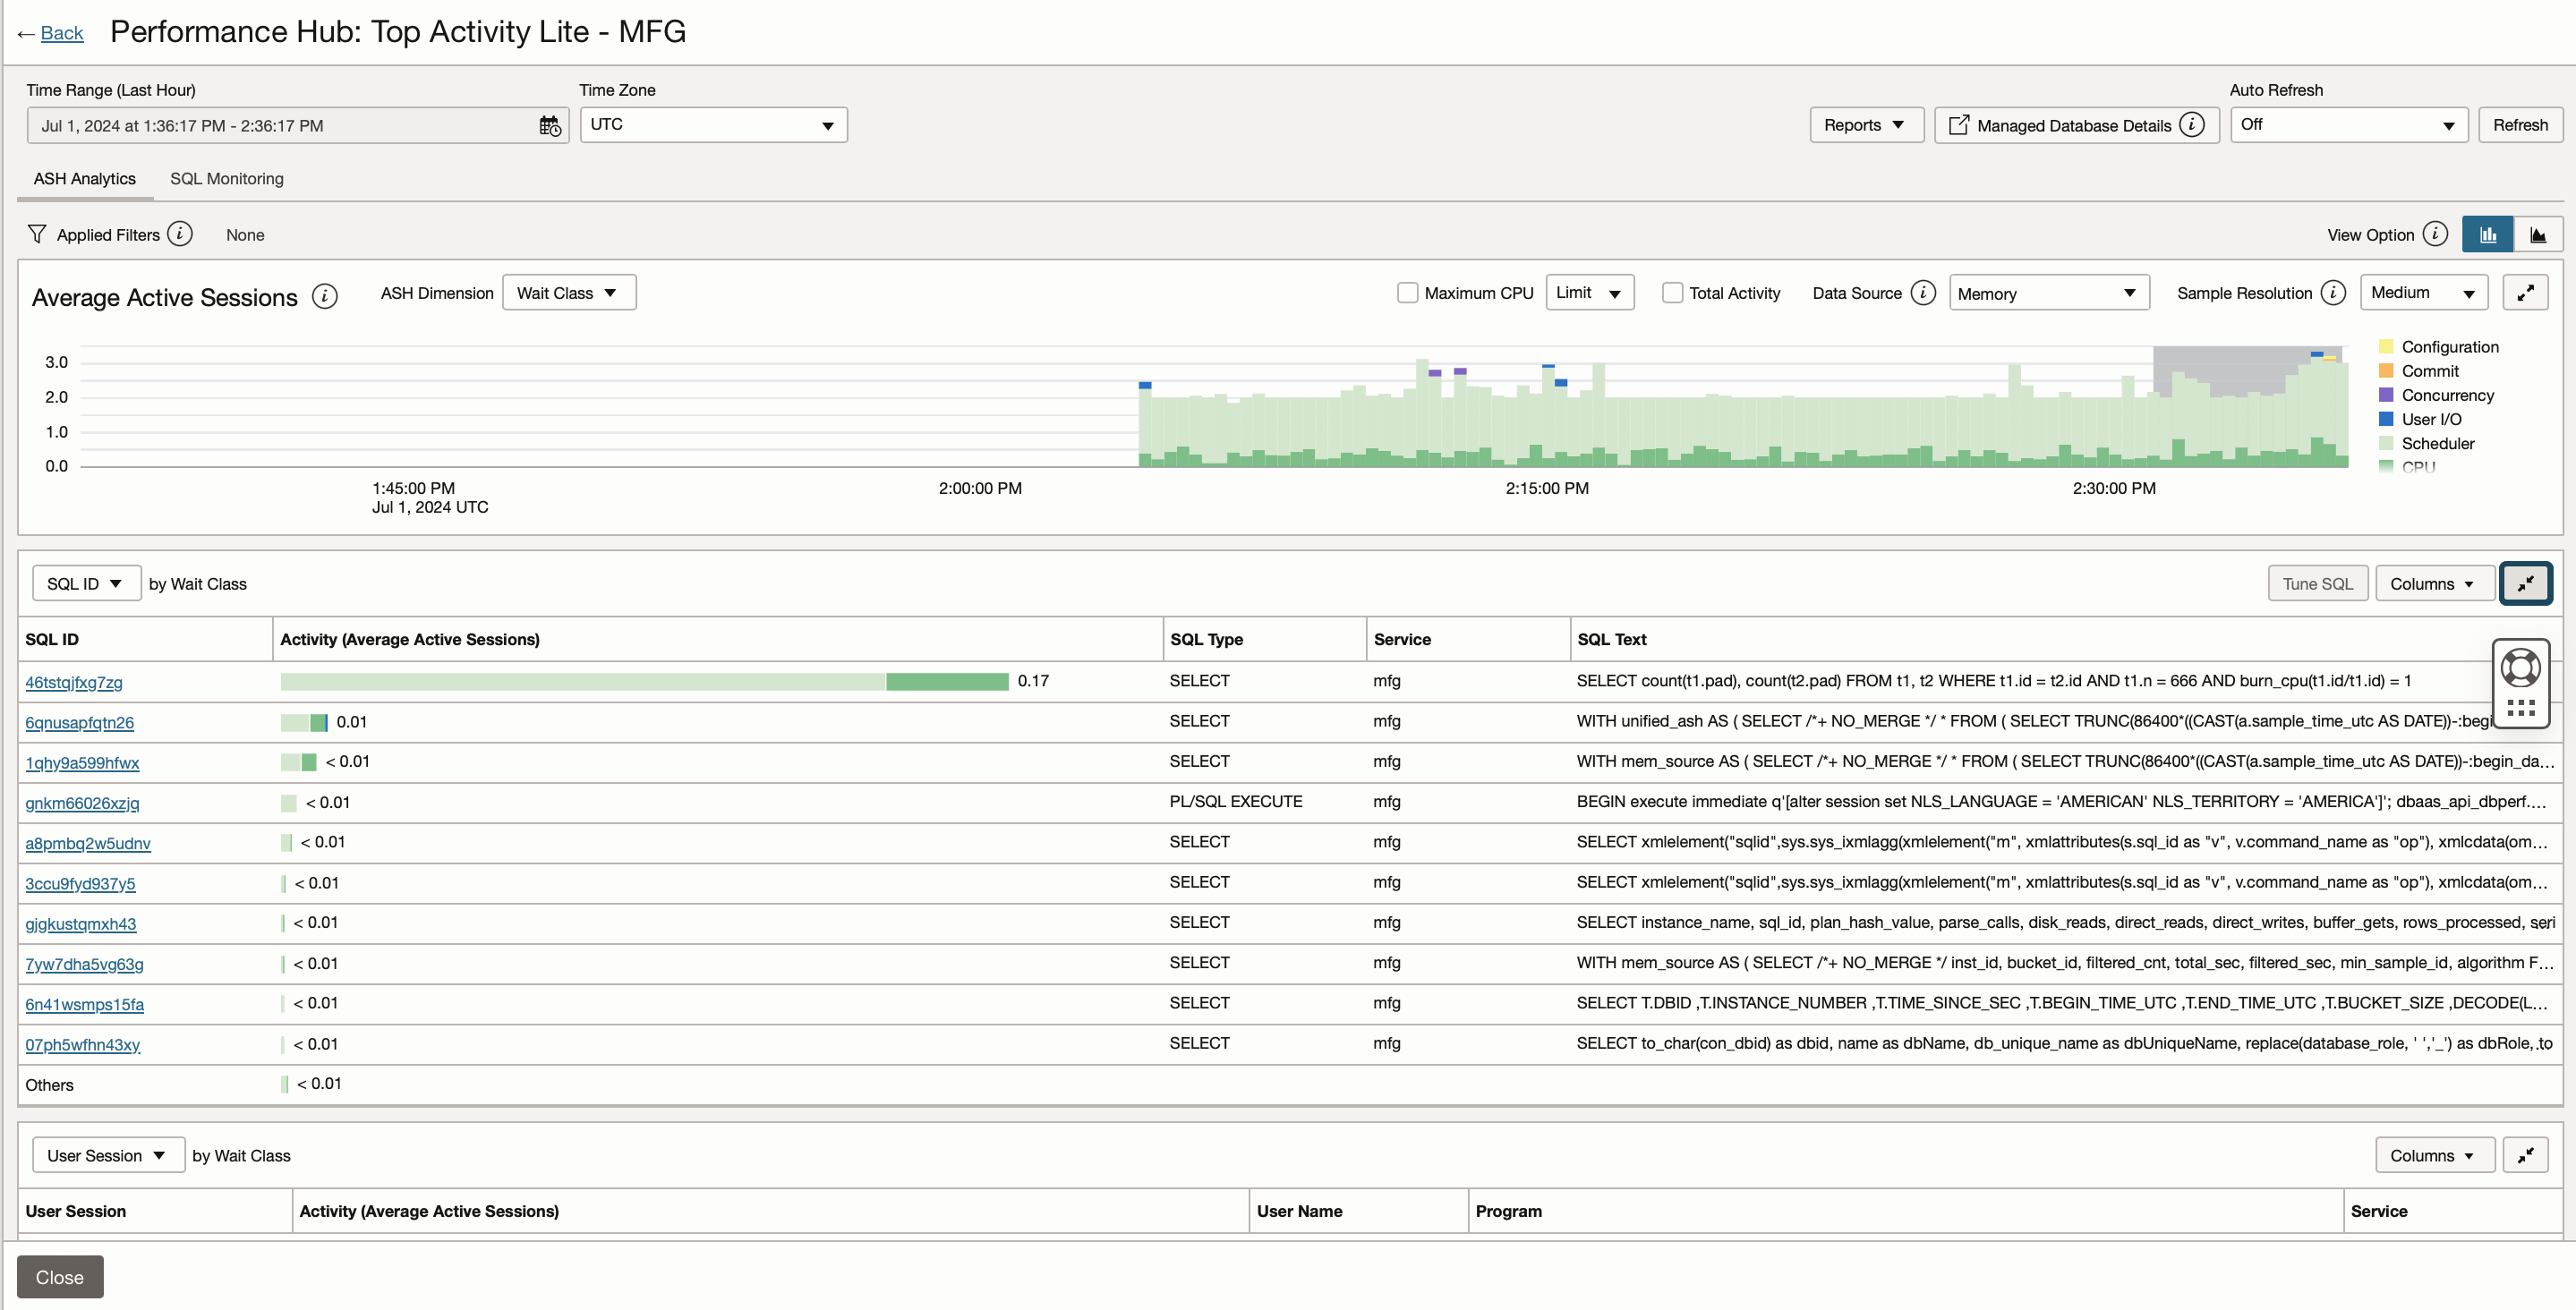 ← Back Performance Hub: Top Activity Lite - MFG
Time Range (Last Hour) Time Zone Auto Refresh
Jul 1, 2024 at 1:36:17 PM - 2:36:17 PM UTC Reports Managed Database Details i Off Refresh
ASH Analytics SQL Monitoring
Applied Filters i None View Option i
Average Active Sessions i ASH Dimension Wait Class Maximum CPU Limit Total Activity Data Source i Memory Sample Resolution i Medium
3.0
2.0
1.0
0.0
1:45:00 PM 2:00:00 PM 2:15:00 PM 2:30:00 PM
Jul 1, 2024 UTC
Configuration
Commit
Concurrency
User I/O
Scheduler
CPU
SQL ID by Wait Class Tune SQL Columns
SQL ID Activity (Average Active Sessions) SQL Type Service SQL Text
46tstqjfxg7zg 0.17 SELECT mfg SELECT count(t1.pad), count(t2.pad) FROM t1, t2 WHERE t1.id = t2.id AND t1.n = 666 AND burn_cpu(t1.id/t1.id) = 1
6qnusapfqtn26 0.01 SELECT mfg WITH unified_ash AS ( SELECT /*+ NO_MERGE */ * FROM ( SELECT TRUNC(86400*((CAST(a.sample_time_utc AS DATE))-:begi
1qhy9a599hfwx < 0.01 SELECT mfg WITH mem_source AS ( SELECT /*+ NO_MERGE */ * FROM ( SELECT TRUNC(86400*((CAST(a.sample_time_utc AS DATE))-:begin_da...
gnkm66026xzjq < 0.01 PL/SQL EXECUTE mfg BEGIN execute immediate q'[alter session set NLS_LANGUAGE = 'AMERICAN' NLS_TERRITORY = 'AMERICA']'; dbaas_api_dbperf....
a8pmbq2w5udnv < 0.01 SELECT mfg SELECT xmlelement("sqlid",sys.sys_ixmlagg(xmlelement("m", xmlattributes(s.sql_id as "v", v.command_name as "op"), xmlcdata(om...
3ccu9fyd937y5 < 0.01 SELECT mfg SELECT xmlelement("sqlid",sys.sys_ixmlagg(xmlelement("m", xmlattributes(s.sql_id as "v", v.command_name as "op"), xmlcdata(om...
gjgkustqmxh43 < 0.01 SELECT mfg SELECT instance_name, sql_id, plan_hash_value, parse_calls, disk_reads, direct_reads, direct_writes, buffer_gets, rows_processed, seri
7yw7dha5vg63g < 0.01 SELECT mfg WITH mem_source AS ( SELECT /*+ NO_MERGE */ inst_id, bucket_id, filtered_cnt, total_sec, filtered_sec, min_sample_id, algorithm F...
6n41wsmps15fa < 0.01 SELECT mfg SELECT T.DBID ,T.INSTANCE_NUMBER ,T.TIME_SINCE_SEC ,T.BEGIN_TIME_UTC ,T.END_TIME_UTC ,T.BUCKET_SIZE ,DECODE(L...
07ph5wfhn43xy < 0.01 SELECT mfg SELECT to_char(con_dbid) as dbid, name as dbName, db_unique_name as dbUniqueName, replace(database_role, ' ','_') as dbRole, to
Others < 0.01
User Session by Wait Class Columns
User Session Activity (Average Active Sessions) User Name Program Service
Close